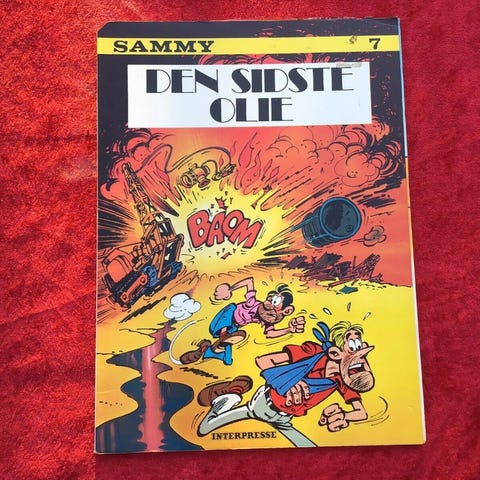 SAMMY 7
DEN SIDSTE
OLIE
BAOM
INTERPRESSE